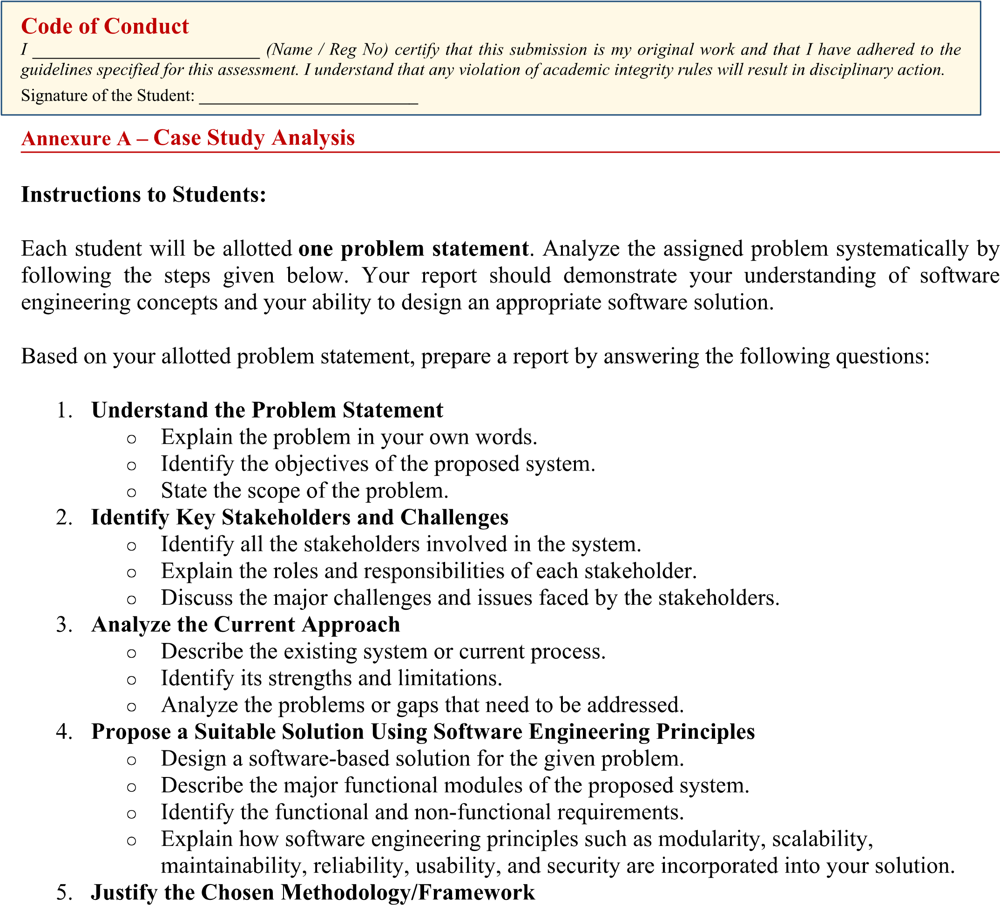 Code of Conduct
I __________________________ (Name / Reg No) certify that this submission is my original work and that I have adhered to the
guidelines specified for this assessment. I understand that any violation of academic integrity rules will result in disciplinary action.
Signature of the Student: _________________________
Annexure A – Case Study Analysis
Instructions to Students:
Each student will be allotted one problem statement. Analyze the assigned problem systematically by
following the steps given below. Your report should demonstrate your understanding of software
engineering concepts and your ability to design an appropriate software solution.
Based on your allotted problem statement, prepare a report by answering the following questions:
1. Understand the Problem Statement
○ Explain the problem in your own words.
○ Identify the objectives of the proposed system.
○ State the scope of the problem.
2. Identify Key Stakeholders and Challenges
○ Identify all the stakeholders involved in the system.
○ Explain the roles and responsibilities of each stakeholder.
○ Discuss the major challenges and issues faced by the stakeholders.
3. Analyze the Current Approach
○ Describe the existing system or current process.
○ Identify its strengths and limitations.
○ Analyze the problems or gaps that need to be addressed.
4. Propose a Suitable Solution Using Software Engineering Principles
○ Design a software-based solution for the given problem.
○ Describe the major functional modules of the proposed system.
○ Identify the functional and non-functional requirements.
○ Explain how software engineering principles such as modularity, scalability,
maintainability, reliability, usability, and security are incorporated into your solution.
5. Justify the Chosen Methodology/Framework